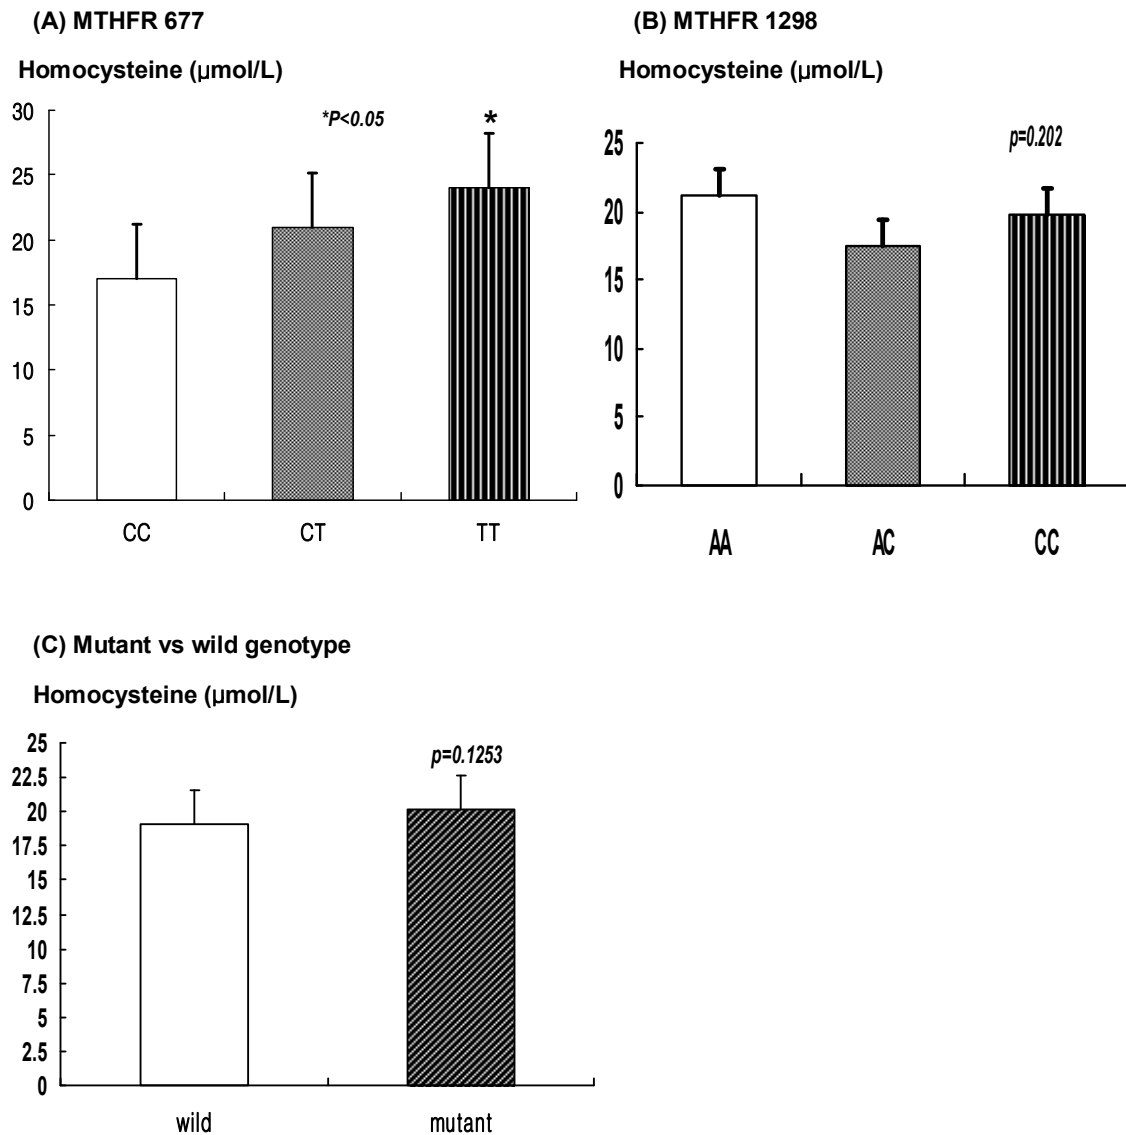 (A) MTHFR 677
Homocysteine (μmol/L)
30
25
20
15
10
5
0
*P<0.05
*
CC CT TT
(B) MTHFR 1298
Homocysteine (μmol/L)
25
20
15
10
5
0
p=0.202
AA AC CC
(C) Mutant vs wild genotype
Homocysteine (μmol/L)
25
22.5
20
17.5
15
12.5
10
7.5
5
2.5
0
p=0.1253
wild mutant